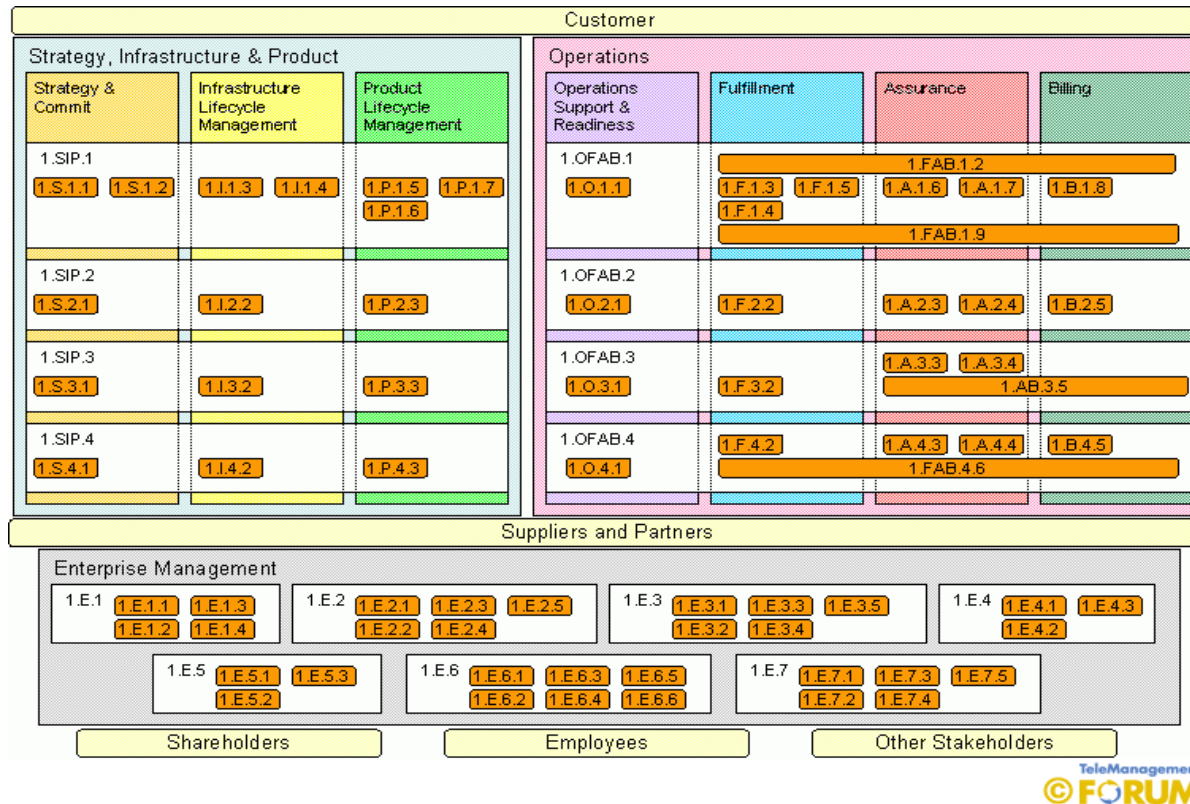 Customer
Strategy, Infrastructure & Product
Operations
Strategy &
Commit
Infrastructure
Lifecycle
Management
Product
Lifecycle
Management
Operations
Support &
Readiness
Fulfillment
Assurance
Billing
1.SIP.1
1.OFAB.1
1.FAB.1.2
1.S.1.1 1.S.1.2 1.I.1.3 1.I.1.4 1.P.1.5 1.P.1.7 1.O.1.1 1.F.1.3 1.F.1.5 1.A.1.6 1.A.1.7 1.B.1.8
1.P.1.6 1.F.1.4
1.FAB.1.9
1.SIP.2
1.OFAB.2
1.S.2.1 1.I.2.2 1.P.2.3 1.O.2.1 1.F.2.2 1.A.2.3 1.A.2.4 1.B.2.5
1.SIP.3
1.OFAB.3
1.A.3.3 1.A.3.4
1.S.3.1 1.I.3.2 1.P.3.3 1.O.3.1 1.F.3.2 1.AB.3.5
1.SIP.4
1.OFAB.4
1.F.4.2 1.A.4.3 1.A.4.4 1.B.4.5
1.S.4.1 1.I.4.2 1.P.4.3 1.O.4.1 1.FAB.4.6
Suppliers and Partners
Enterprise Management
1.E.1 1.E.1.1 1.E.1.3
1.E.1.2 1.E.1.4
1.E.2 1.E.2.1 1.E.2.3 1.E.2.5
1.E.2.2 1.E.2.4
1.E.3 1.E.3.1 1.E.3.3 1.E.3.5
1.E.3.2 1.E.3.4
1.E.4 1.E.4.1 1.E.4.3
1.E.4.2
1.E.5 1.E.5.1 1.E.5.3
1.E.5.2
1.E.6 1.E.6.1 1.E.6.3 1.E.6.5
1.E.6.2 1.E.6.4 1.E.6.6
1.E.7 1.E.7.1 1.E.7.3 1.E.7.5
1.E.7.2 1.E.7.4
Shareholders
Employees
Other Stakeholders
TeleManagemen
© FORUM